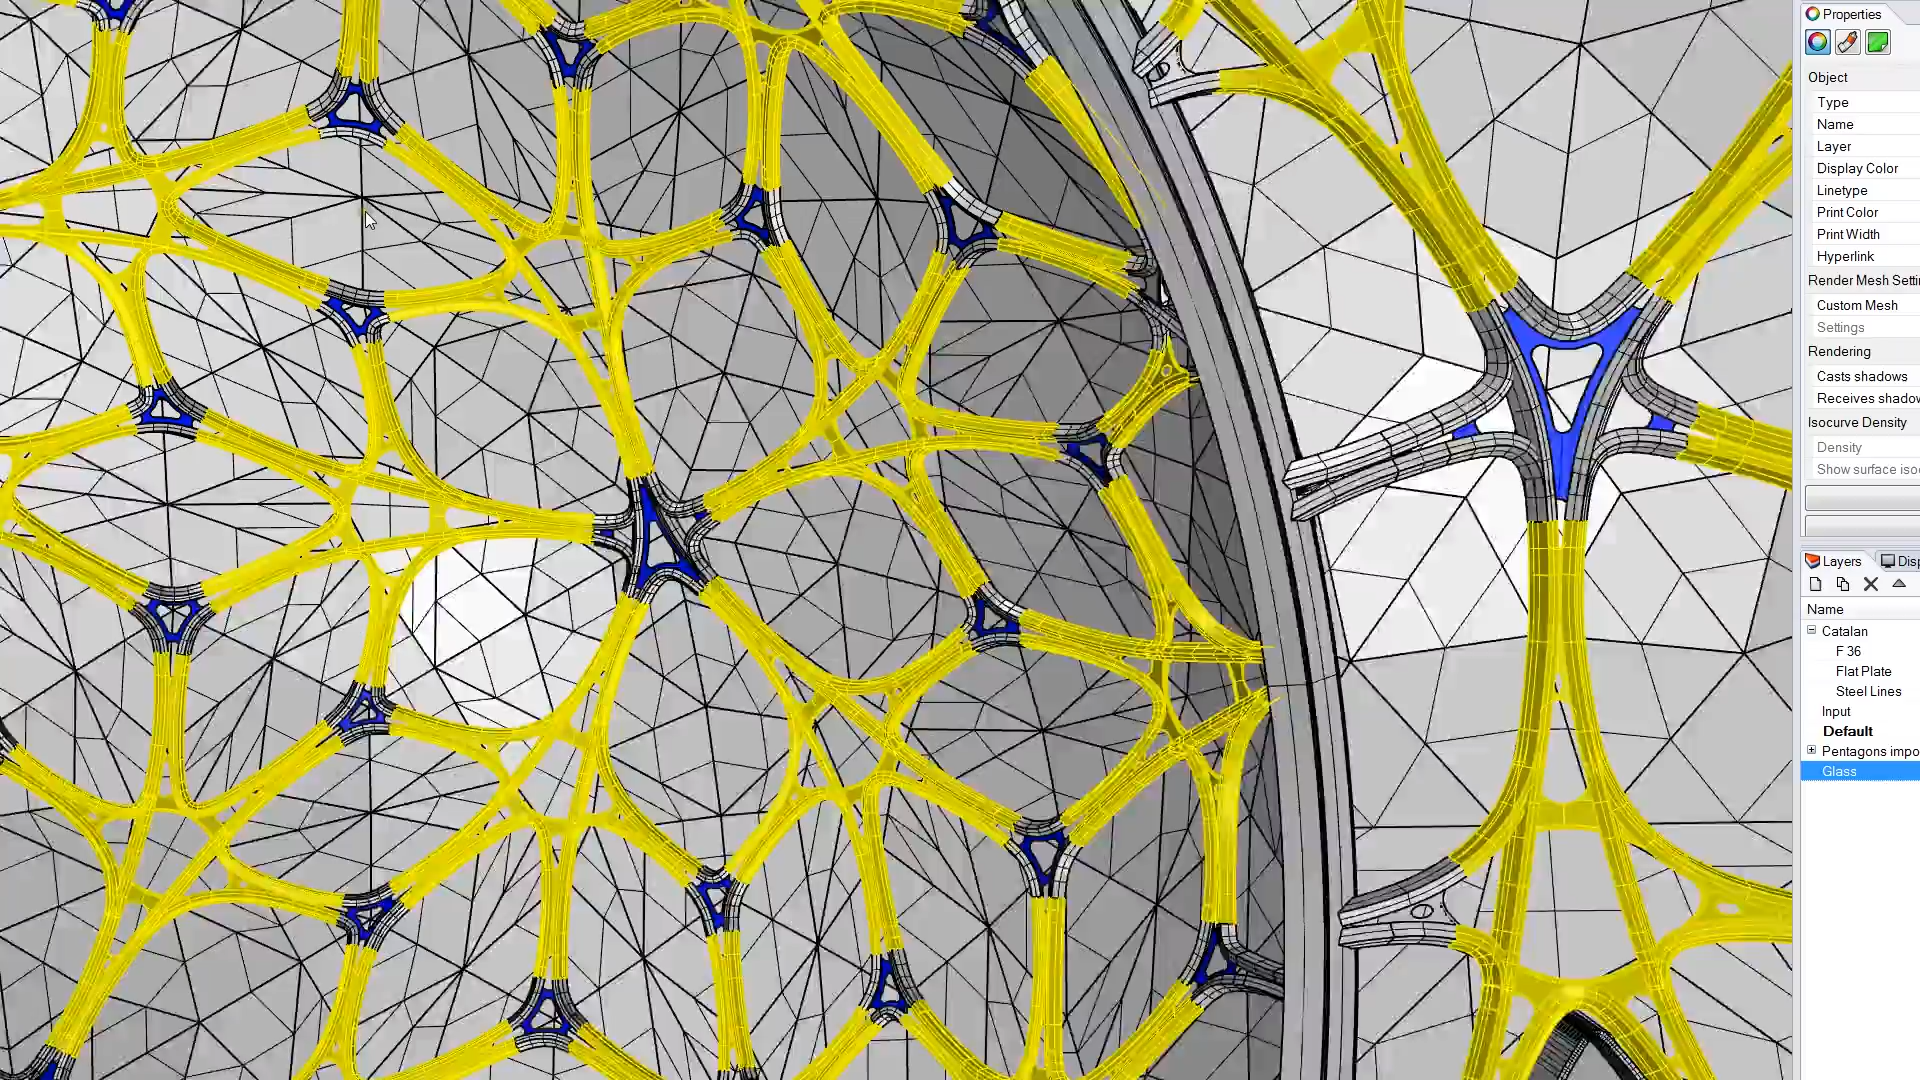 Properties
Object
Type
Name
Layer
Display Color
Linetype
Print Color
Print Width
Hyperlink
Render Mesh Setti
Custom Mesh
Settings
Rendering
Casts shadows
Receives shadow
Isocurve Density
Density
Show surface iso
Layers Disp
Name
Catalan
F 36
Flat Plate
Steel Lines
Input
Default
Pentagons impo
Glass